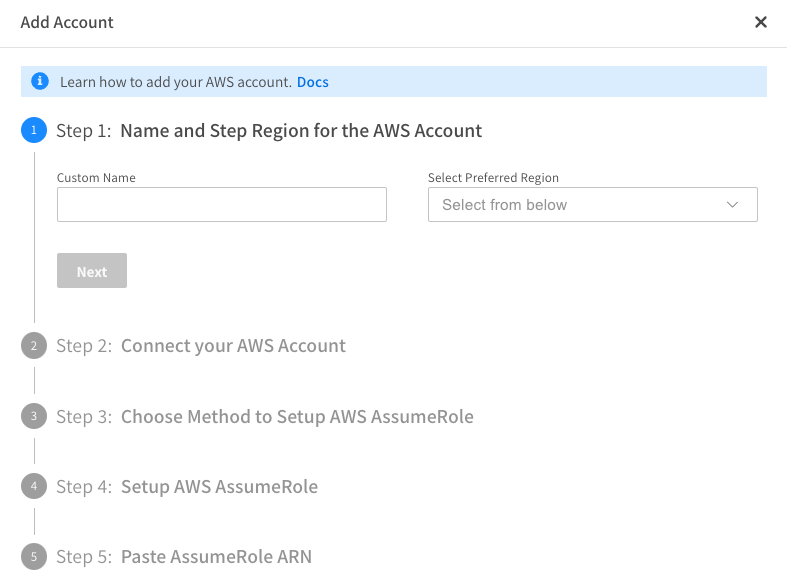 Add Account
Learn how to add your AWS account. Docs
1 Step 1: Name and Step Region for the AWS Account
Custom Name
Select Preferred Region
Select from below
Next
2 Step 2: Connect your AWS Account
3 Step 3: Choose Method to Setup AWS AssumeRole
4 Step 4: Setup AWS AssumeRole
5 Step 5: Paste AssumeRole ARN